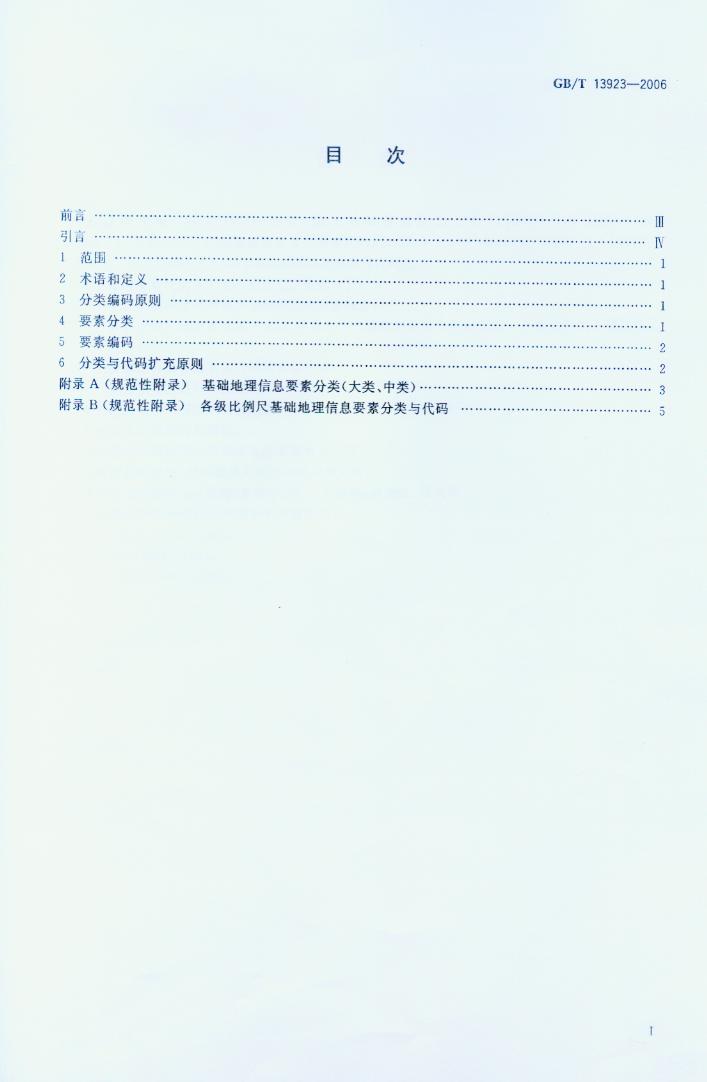 GB/T 13923—2006
目 次
前言 …………………………………………………………………………………………………………… Ⅲ
引言 …………………………………………………………………………………………………………… Ⅳ
1 范围 ………………………………………………………………………………………………………… 1
2 术语和定义 ………………………………………………………………………………………………… 1
3 分类编码原则 ……………………………………………………………………………………………… 1
4 要素分类 …………………………………………………………………………………………………… 1
5 要素编码 …………………………………………………………………………………………………… 2
6 分类与代码扩充原则 ……………………………………………………………………………………… 2
附录 A(规范性附录) 基础地理信息要素分类(大类、中类) ……………………………………………… 3
附录 B(规范性附录) 各级比例尺基础地理信息要素分类与代码 ……………………………………… 5
Ⅰ